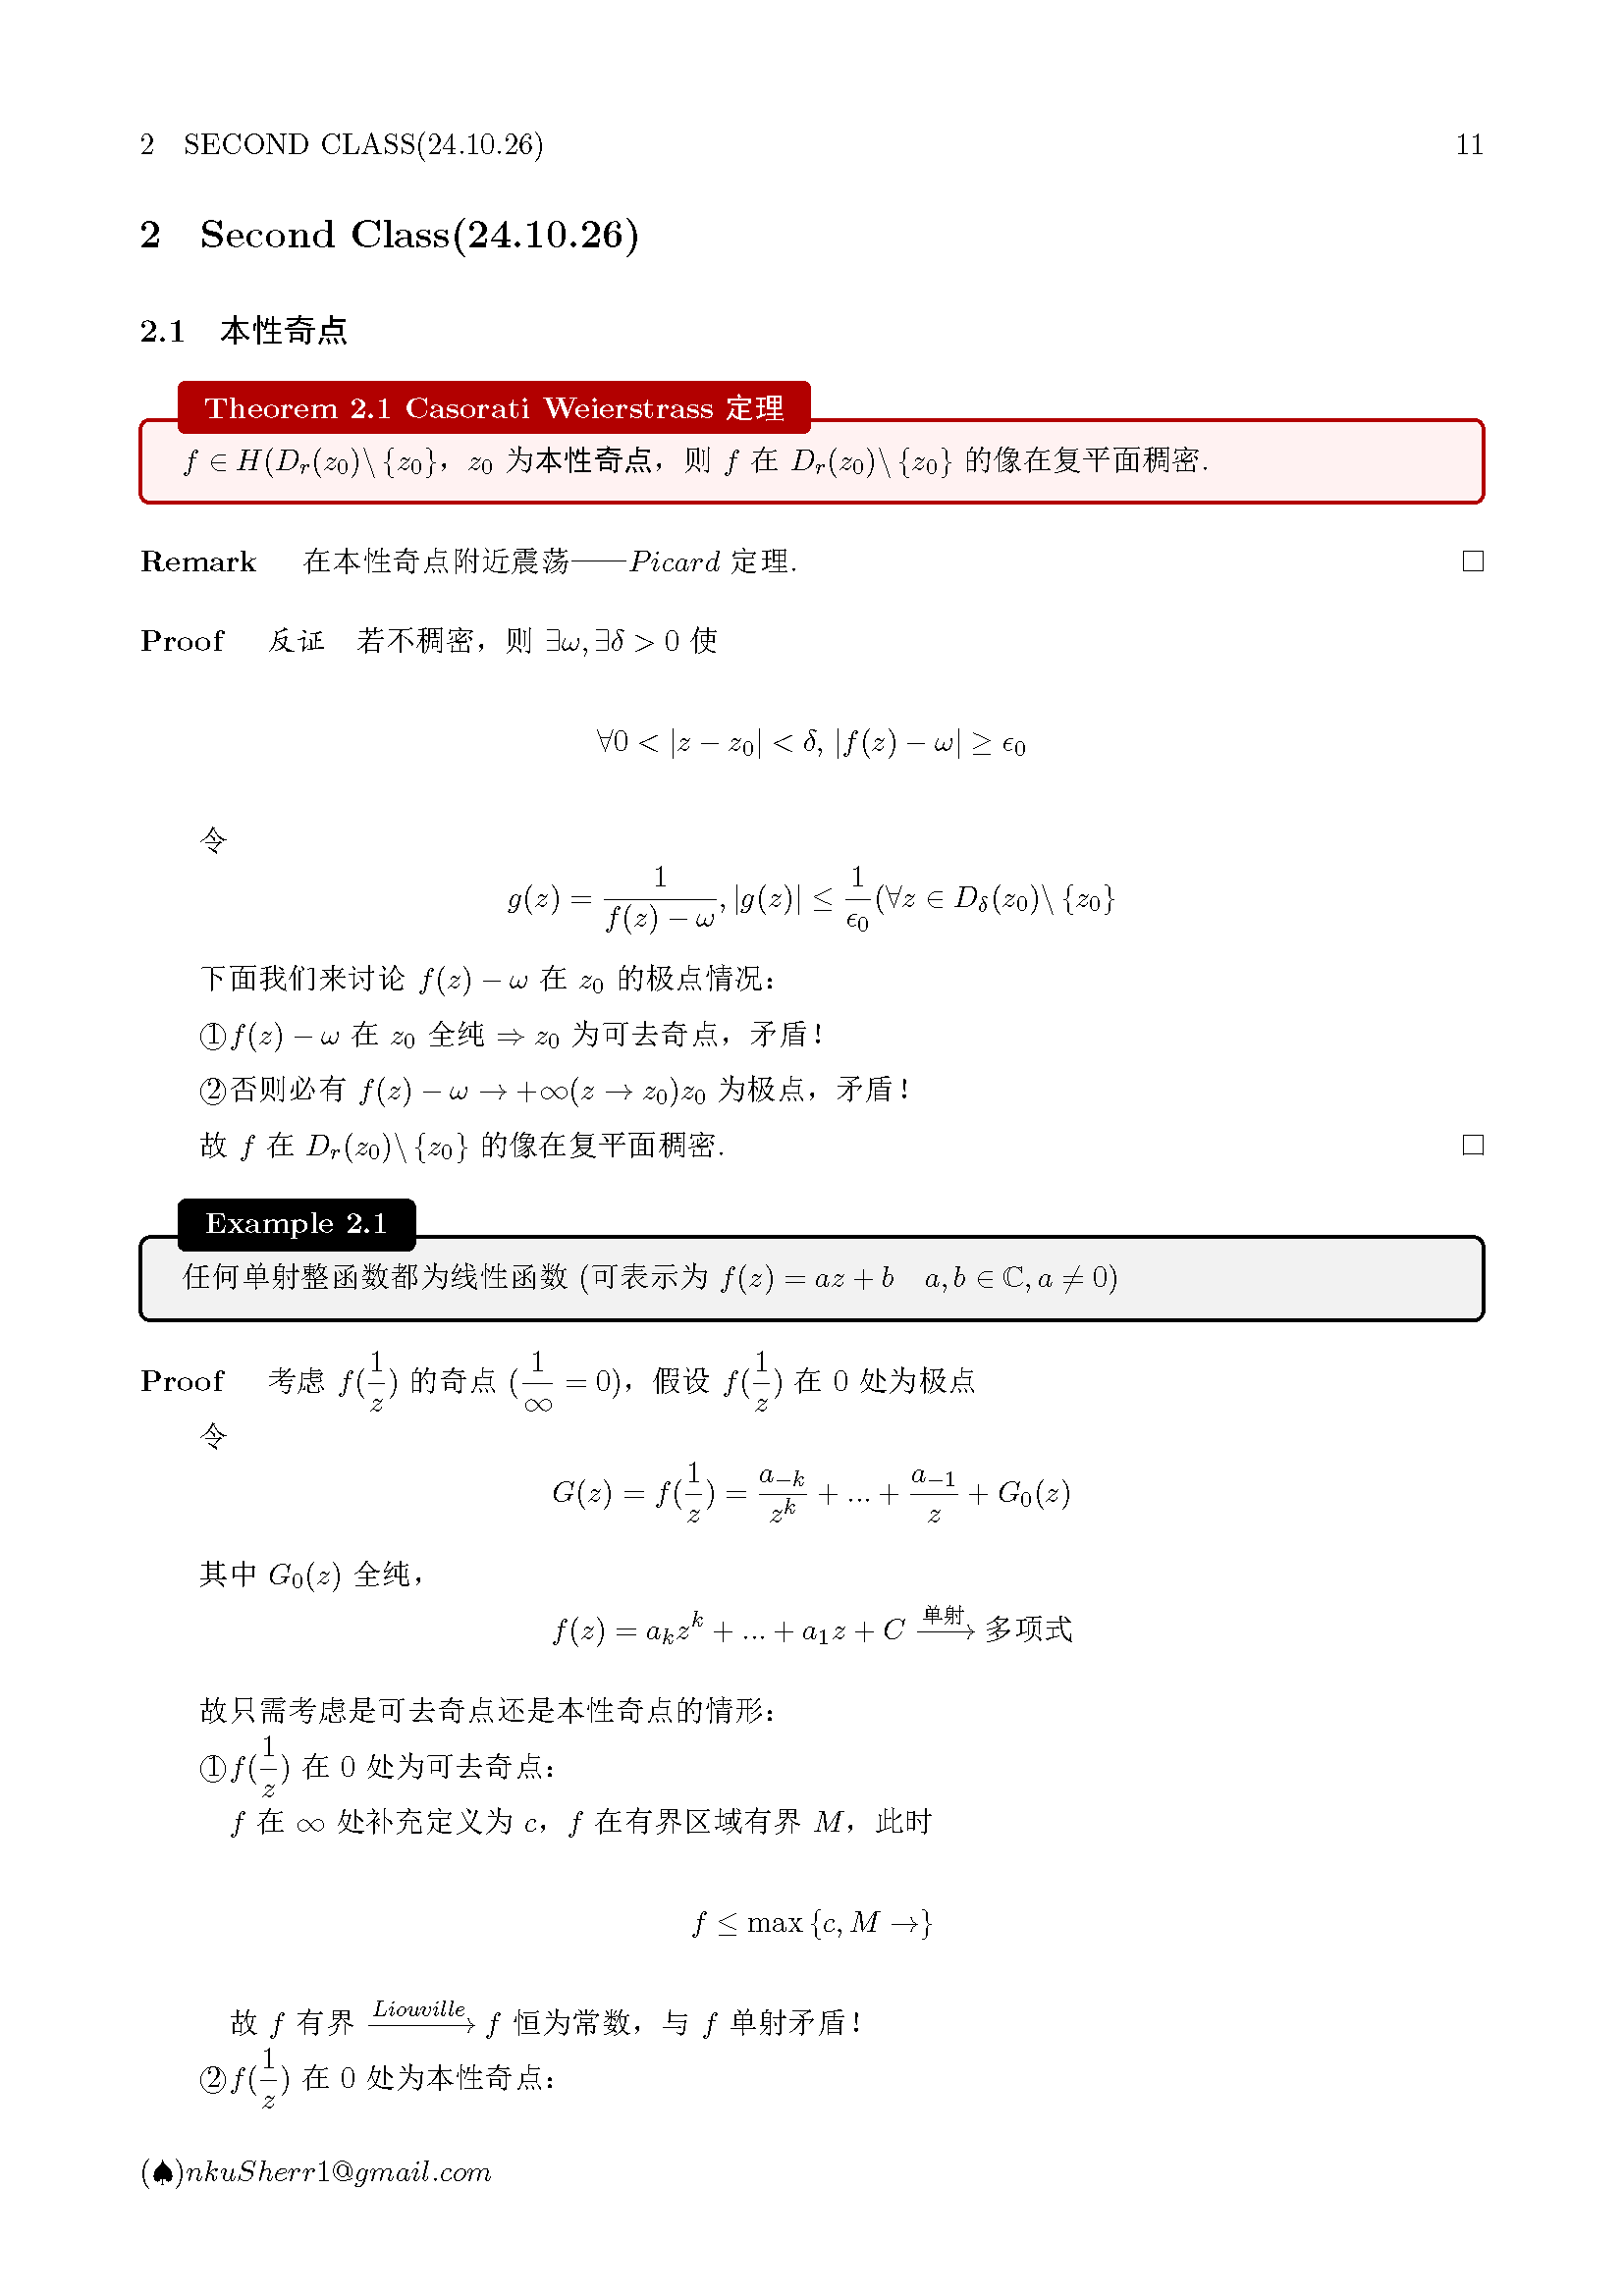 2 SECOND CLASS(24.10.26) 11
2 Second Class(24.10.26)
2.1 本性奇点
Theorem 2.1 Casorati Weierstrass 定理
$f \in H(D_r(z_0)\backslash \{z_0\}$，$z_0$ 为本性奇点，则 $f$ 在 $D_r(z_0)\backslash \{z_0\}$ 的像在复平面稠密.
Remark 在本性奇点附近震荡——Picard 定理. □
Proof 反证 若不稠密，则 $\exists \omega, \exists \delta > 0$ 使
$\forall 0 < |z - z_0| < \delta, |f(z) - \omega| \geq \epsilon_0$
令
$g(z) = \frac{1}{f(z) - \omega}, |g(z)| \leq \frac{1}{\epsilon_0} (\forall z \in D_\delta(z_0)\backslash \{z_0\}$
下面我们来讨论 $f(z) - \omega$ 在 $z_0$ 的极点情况：
①$f(z) - \omega$ 在 $z_0$ 全纯 $\Rightarrow z_0$ 为可去奇点，矛盾！
②否则必有 $f(z) - \omega \to +\infty (z \to z_0) z_0$ 为极点，矛盾！
故 $f$ 在 $D_r(z_0)\backslash \{z_0\}$ 的像在复平面稠密. □
Example 2.1
任何单射整函数都为线性函数 (可表示为 $f(z) = az + b \quad a, b \in \mathbb{C}, a \neq 0$)
Proof 考虑 $f(\frac{1}{z})$ 的奇点 ($\frac{1}{\infty} = 0$)，假设 $f(\frac{1}{z})$ 在 0 处为极点
令
$G(z) = f(\frac{1}{z}) = \frac{a_{-k}}{z^k} + ... + \frac{a_{-1}}{z} + G_0(z)$
其中 $G_0(z)$ 全纯，
$f(z) = a_k z^k + ... + a_1 z + C \xrightarrow{单射} 多项式$
故只需考虑是可去奇点还是本性奇点的情形：
①$f(\frac{1}{z})$ 在 0 处为可去奇点：
$f$ 在 $\infty$ 处补充定义为 $c$，$f$ 在有界区域有界 $M$，此时
$f \leq \max \{c, M \to\}$
故 $f$ 有界 $\xrightarrow{Liouville} f$ 恒为常数，与 $f$ 单射矛盾！
②$f(\frac{1}{z})$ 在 0 处为本性奇点：
(♠)nkuSherr1@gmail.com